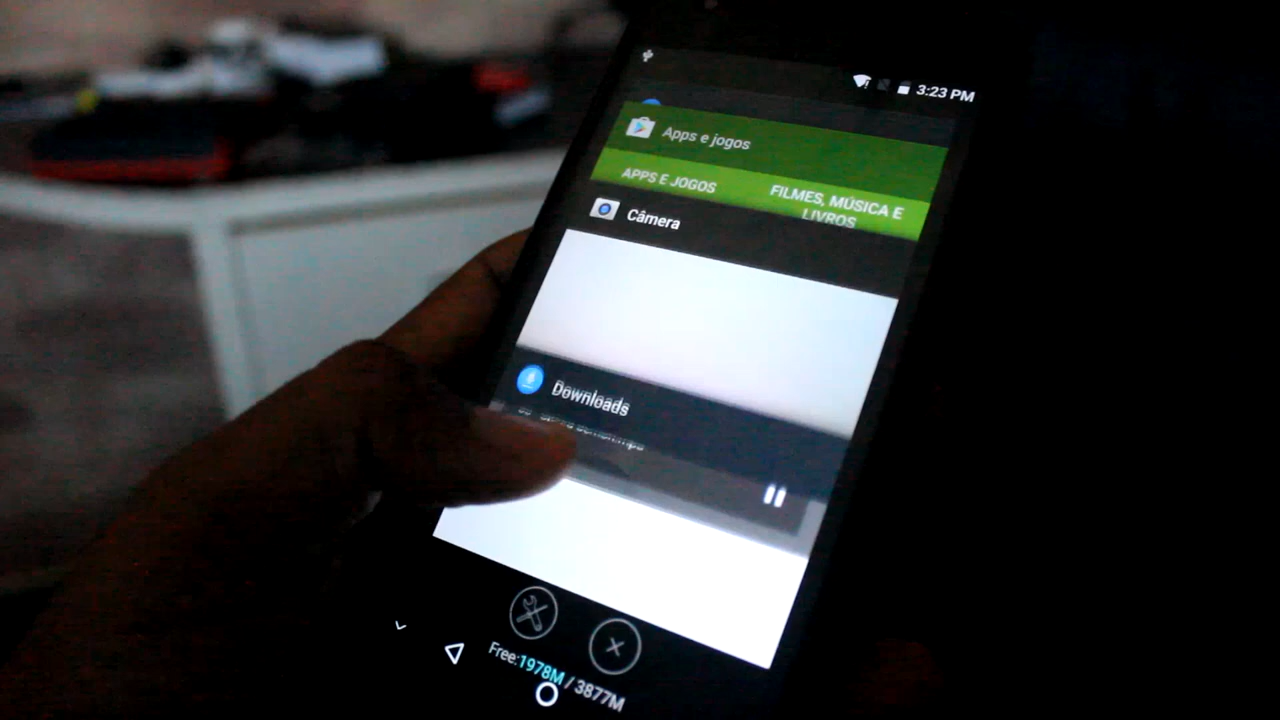 3:23 PM
Apps e jogos
APPS E JOGOS
FILMES, MÚSICA E
LIVROS
Câmera
Downloads
Free:1978M / 3877M